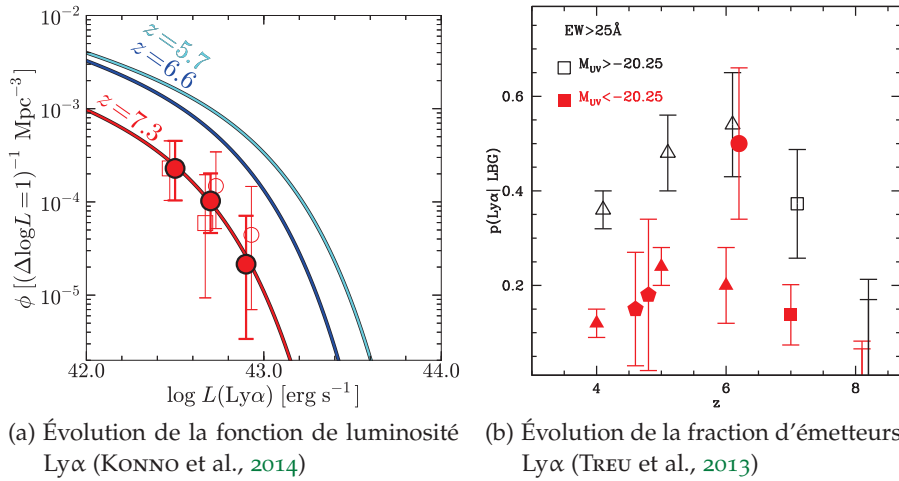 10⁻²
10⁻³
10⁻⁴
10⁻⁵
ϕ [(ΔlogL=1)⁻¹ Mpc⁻³]
z=5.7
z=6.6
z=7.3
42.0 43.0 44.0
log L(Lyα) [erg s⁻¹]
(a) Évolution de la fonction de luminosité
Lyα (KONNO et al., 2014)
EW>25Å
M_UV>−20.25
M_UV<−20.25
0.6
0.4
0.2
p(Lyα| LBG)
4 6 8
z
(b) Évolution de la fraction d'émetteurs
Lyα (TREU et al., 2013)